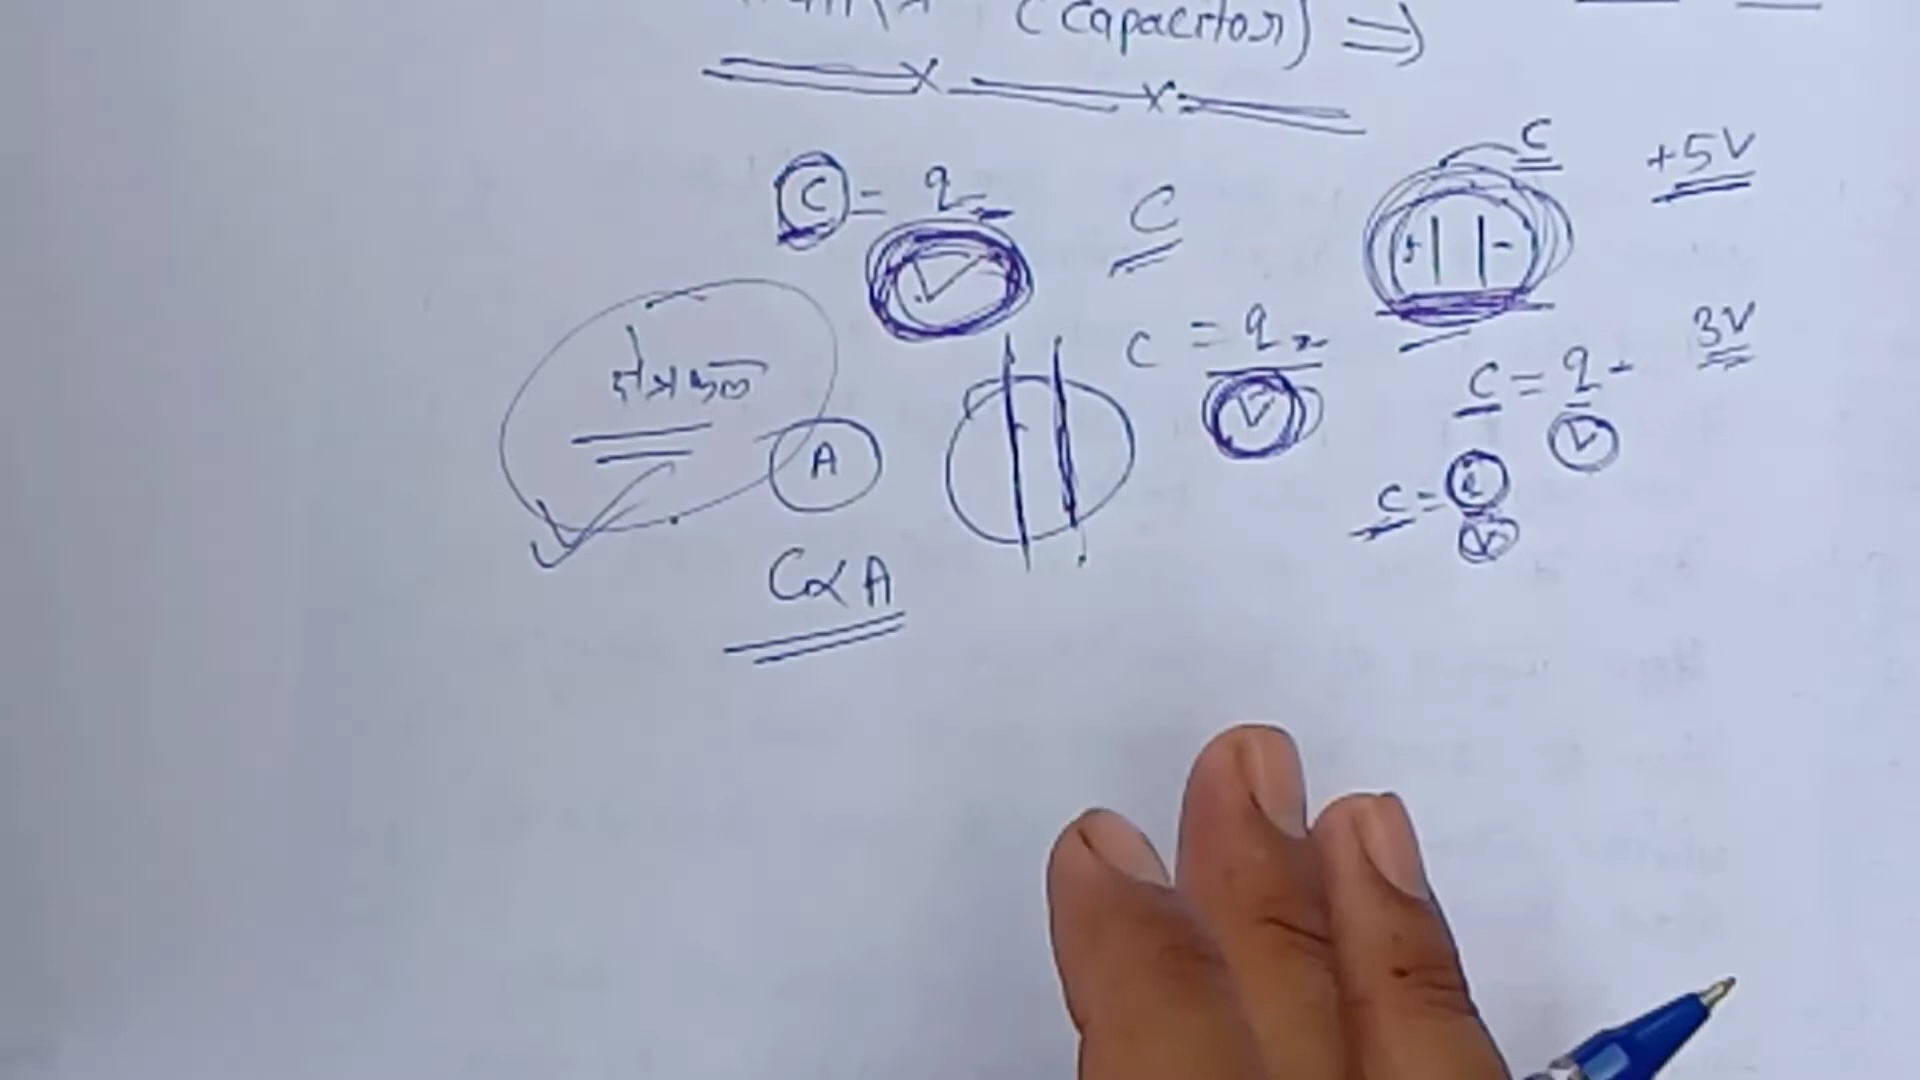 (Capacitor) ⇒
C = q / V
C
C
+5V
+ | | -
C = q / V
3V
C = q / V
क्षेत्रफल
A
C = q / V
C ∝ A